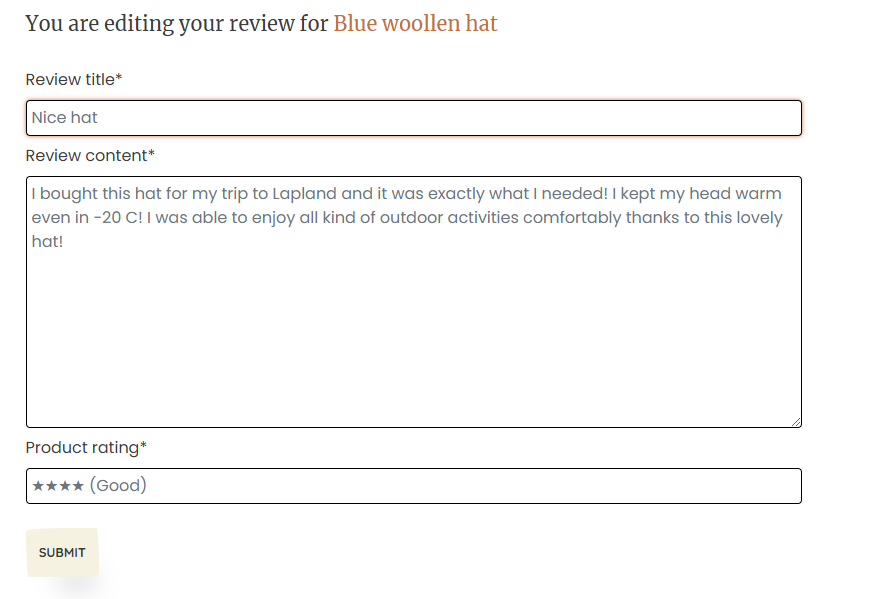 You are editing your review for Blue woollen hat
Review title*
Nice hat
Review content*
I bought this hat for my trip to Lapland and it was exactly what I needed! I kept my head warm
even in -20 C! I was able to enjoy all kind of outdoor activities comfortably thanks to this lovely
hat!
Product rating*
★★★★ (Good)
SUBMIT